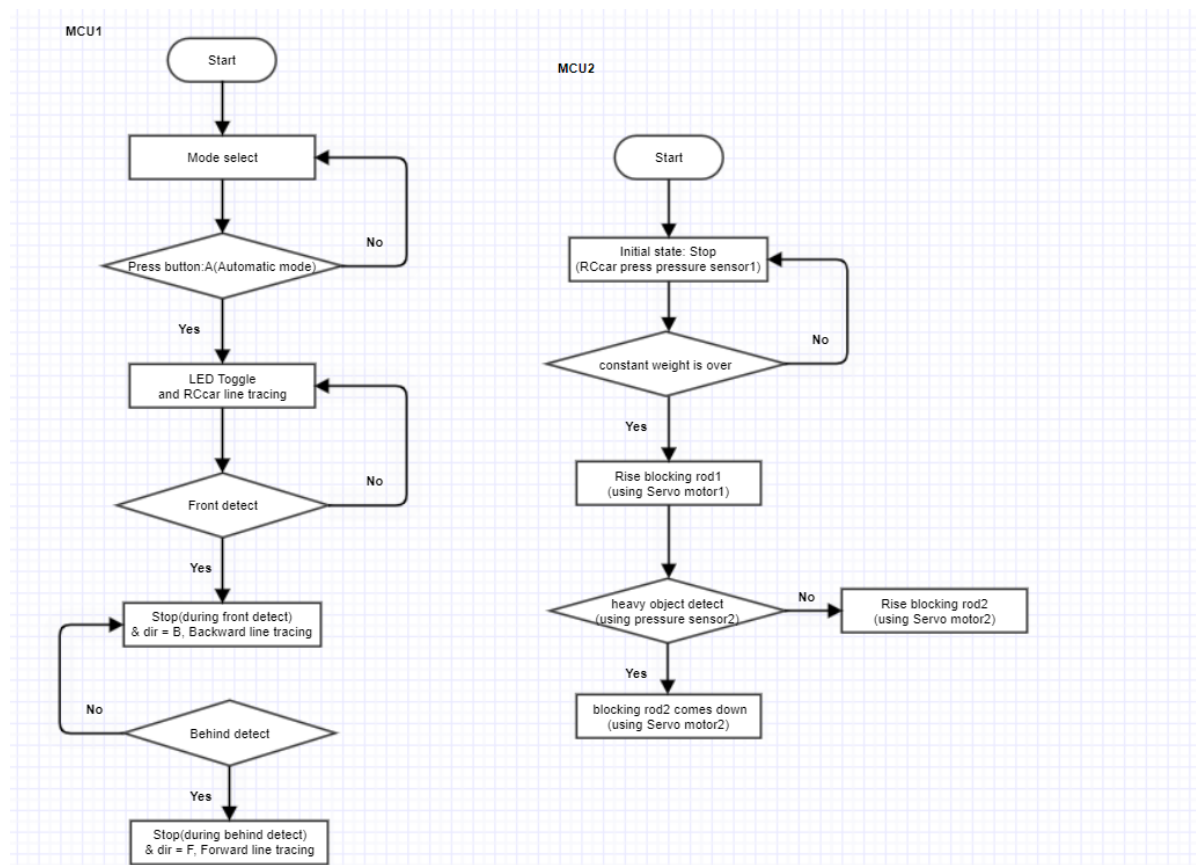 MCU1
Start
Mode select
No
Press button:A(Automatic mode)
Yes
LED Toggle
and RCcar line tracing
No
Front detect
Yes
Stop(during front detect)
& dir = B, Backward line tracing
No
Behind detect
Yes
Stop(during behind detect)
& dir = F, Forward line tracing
MCU2
Start
Initial state: Stop
(RCcar press pressure sensor1)
No
constant weight is over
Yes
Rise blocking rod1
(using Servo motor1)
heavy object detect
(using pressure sensor2)
No
Rise blocking rod2
(using Servo motor2)
Yes
blocking rod2 comes down
(using Servo motor2)